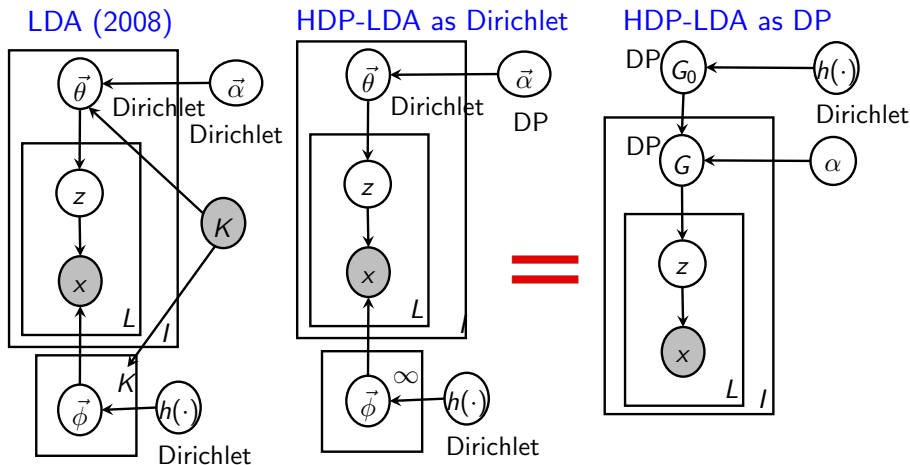 LDA (2008)
θ⃗
α⃗
Dirichlet
Dirichlet
z
K
x
L
I
K
ϕ⃗
h(·)
Dirichlet
HDP-LDA as Dirichlet
θ⃗
α⃗
Dirichlet
DP
z
x
L
I
∞
ϕ⃗
h(·)
Dirichlet
=
HDP-LDA as DP
DP
G₀
h(·)
Dirichlet
DP
G
α
z
x
L
I